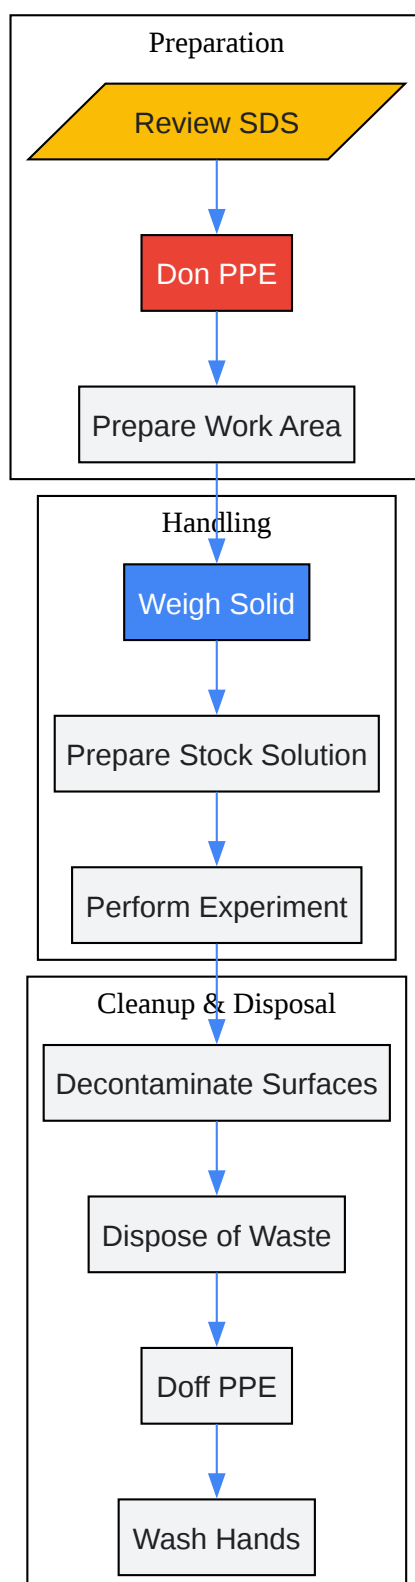 Preparation
Review SDS
Don PPE
Prepare Work Area
Handling
Weigh Solid
Prepare Stock Solution
Perform Experiment
Cleanup & Disposal
Decontaminate Surfaces
Dispose of Waste
Doff PPE
Wash Hands